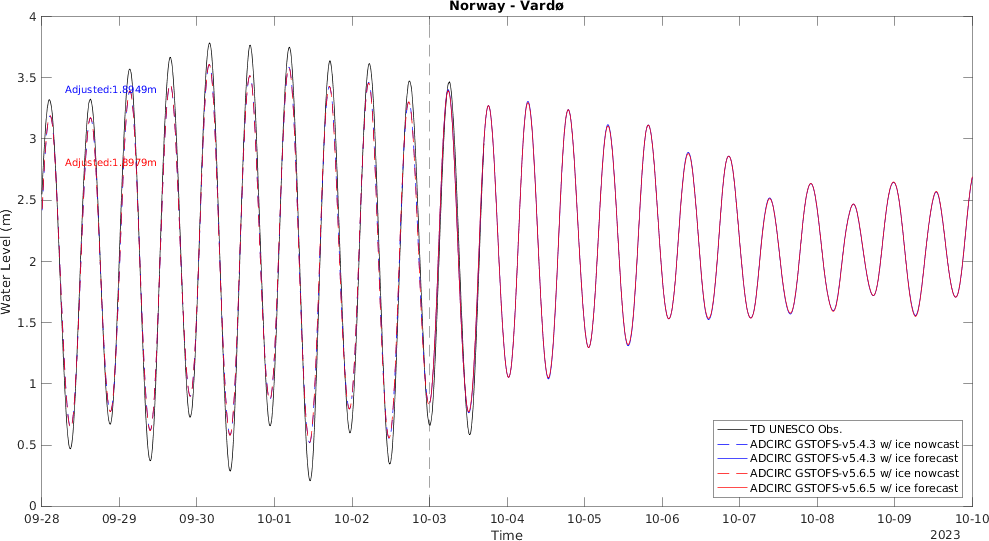 Norway - Vardø
4
3.5
3
2.5
2
1.5
1
0.5
0
Water Level (m)
Adjusted:1.8949m
Adjusted:1.8979m
TD UNESCO Obs.
ADCIRC GSTOFS-v5.4.3 w/ ice nowcast
ADCIRC GSTOFS-v5.4.3 w/ ice forecast
ADCIRC GSTOFS-v5.6.5 w/ ice nowcast
ADCIRC GSTOFS-v5.6.5 w/ ice forecast
09-28 09-29 09-30 10-01 10-02 10-03 10-04 10-05 10-06 10-07 10-08 10-09 10-10
Time
2023